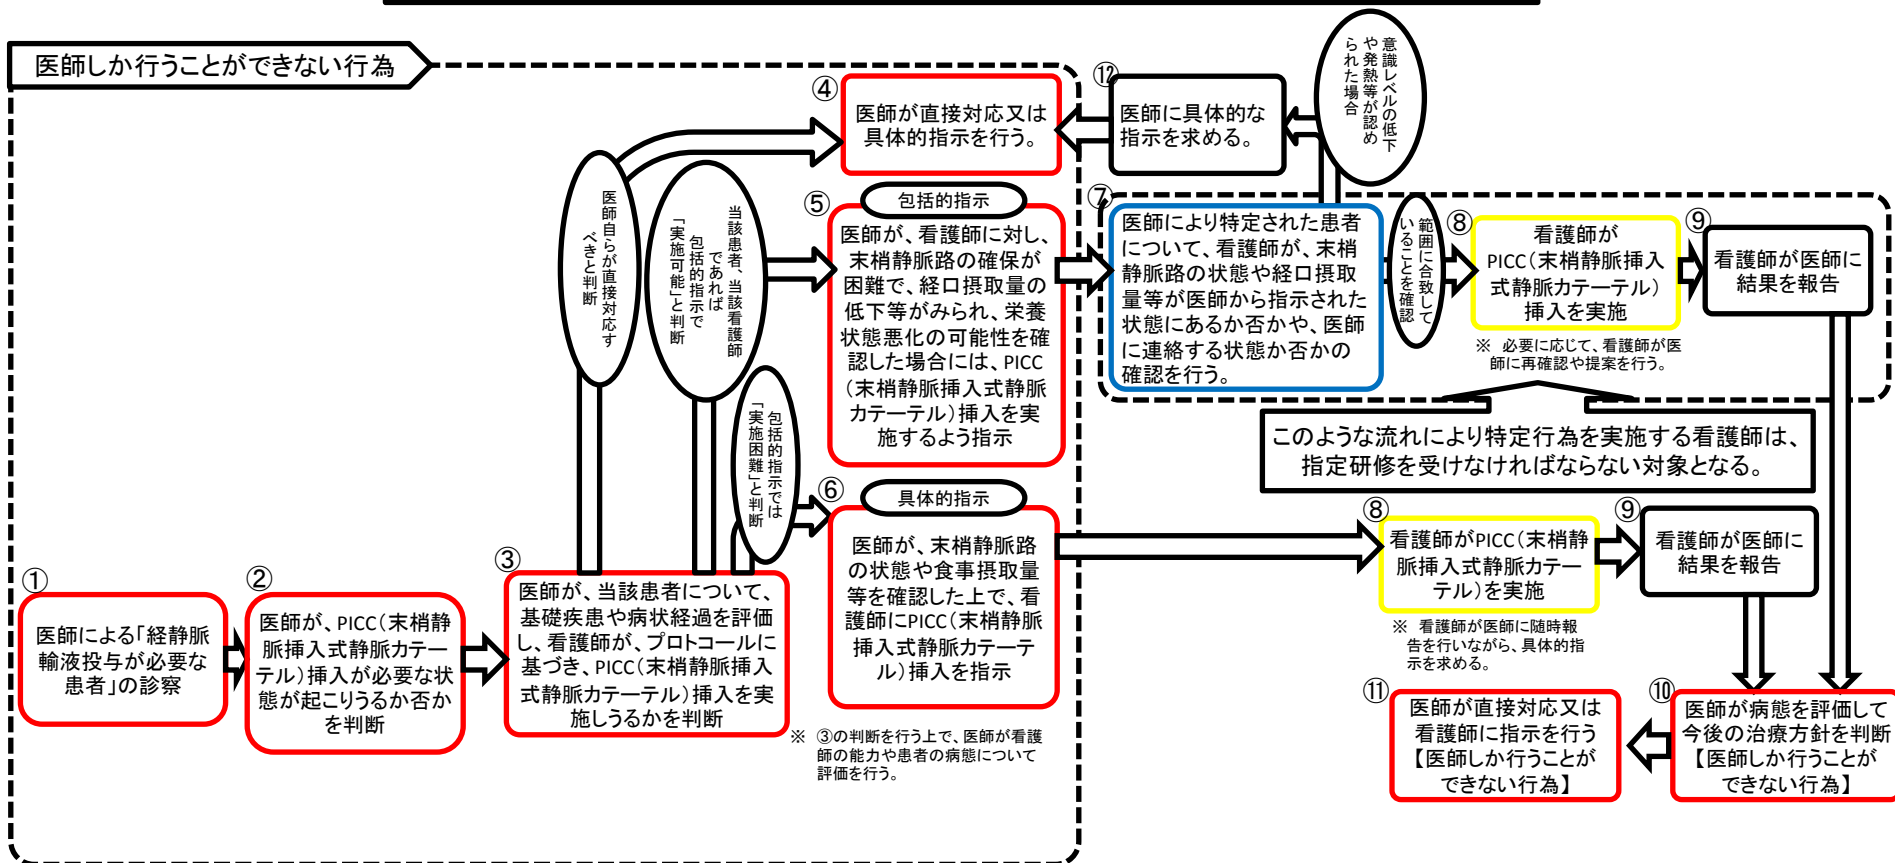 医師しか行うことができない行為
①
医師による「経静脈
輸液投与が必要な
患者」の診察
②
医師が、PICC(末梢静
脈挿入式静脈カテー
テル)挿入が必要な状
態が起こりうるか否か
を判断
③
医師が、当該患者について、
基礎疾患や病状経過を評価
し、看護師が、プロトコールに
基づき、PICC(末梢静脈挿入
式静脈カテーテル)挿入を実
施しうるかを判断
※ ③の判断を行う上で、医師が看護
師の能力や患者の病態について
評価を行う。
医師自らが直接対応す
べきと判断
当該患者、当該看護師
であれば
包括的指示で
「実施可能」と判断
包括的指示では
「実施困難」と判断
④
医師が直接対応又は
具体的指示を行う。
⑤
包括的指示
医師が、看護師に対し、
末梢静脈路の確保が
困難で、経口摂取量の
低下等がみられ、栄養
状態悪化の可能性を確
認した場合には、PICC
(末梢静脈挿入式静脈
カテーテル)挿入を実
施するよう指示
⑥
具体的指示
医師が、末梢静脈路
の状態や食事摂取量
等を確認した上で、看
護師にPICC(末梢静脈
挿入式静脈カテーテ
ル)挿入を指示
⑫
医師に具体的な
指示を求める。
意識レベルの低下
や発熱等が認め
られた場合
⑦
医師により特定された患者
について、看護師が、末梢
静脈路の状態や経口摂取
量等が医師から指示された
状態にあるか否かや、医師
に連絡する状態か否かの
確認を行う。
範囲に合致して
いることを確認
⑧
看護師が
PICC(末梢静脈挿入
式静脈カテーテル)
挿入を実施
※ 必要に応じて、看護師が医
師に再確認や提案を行う。
⑨
看護師が医師に
結果を報告
このような流れにより特定行為を実施する看護師は、
指定研修を受けなければならない対象となる。
⑧
看護師がPICC(末梢静
脈挿入式静脈カテー
テル)を実施
※ 看護師が医師に随時報
告を行いながら、具体的指
示を求める。
⑨
看護師が医師に
結果を報告
⑩
医師が病態を評価して
今後の治療方針を判断
【医師しか行うことが
できない行為】
⑪
医師が直接対応又は
看護師に指示を行う
【医師しか行うことが
できない行為】